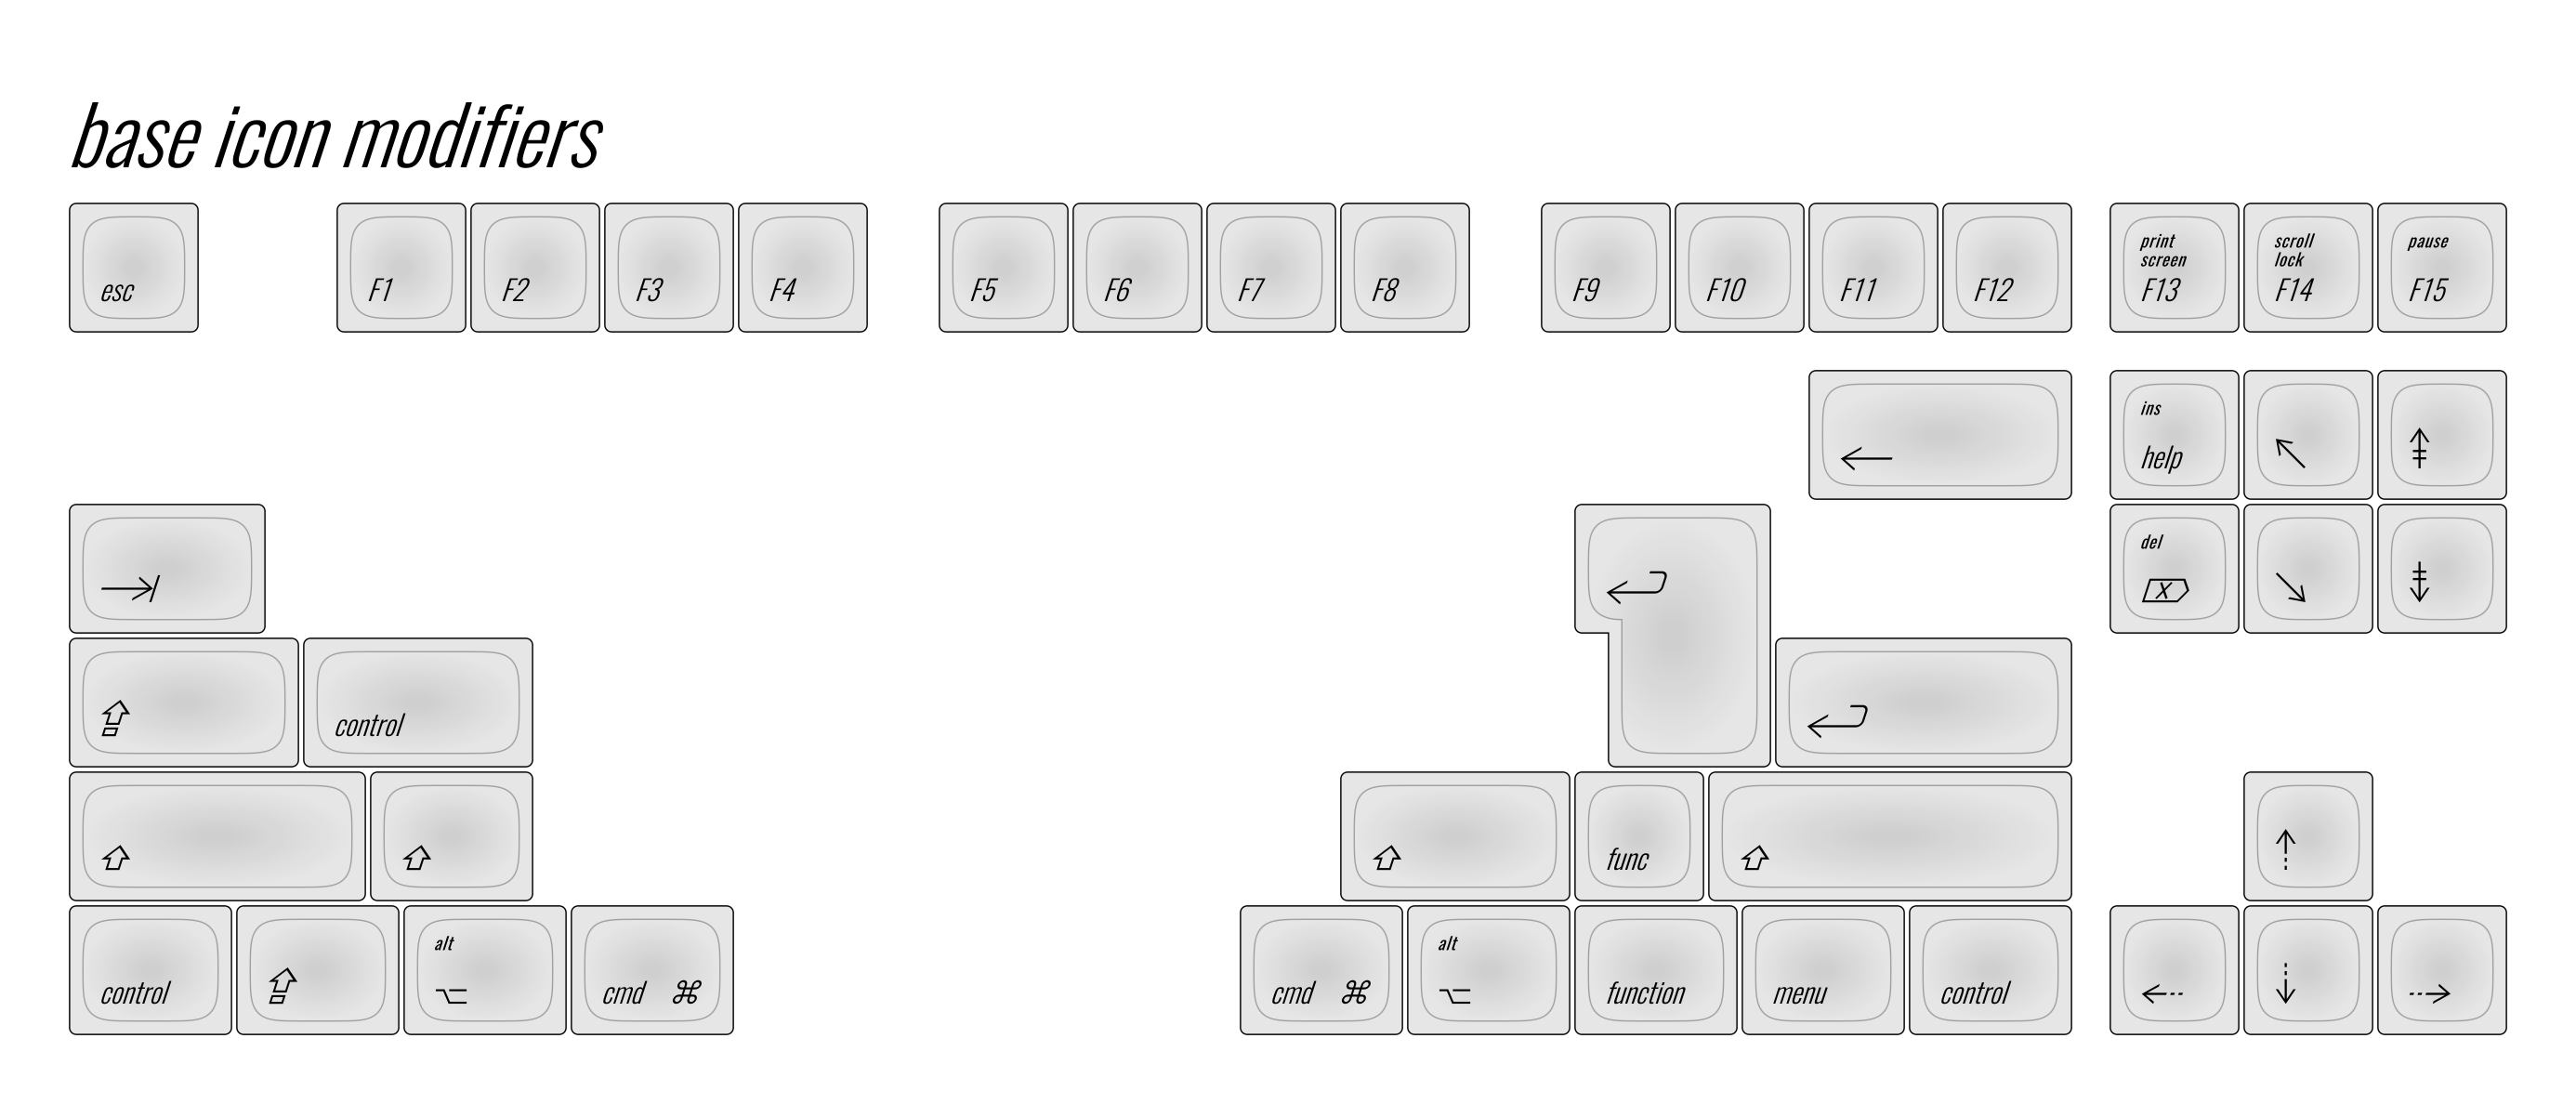 base icon modifiers
esc F1 F2 F3 F4 F5 F6 F7 F8 F9 F10 F11 F12
print screen F13
scroll lock F14
pause F15
←
ins
help
↖
⇞
→|
del
⌦
↘
⇟
⇪ control
↩
↩
⇧ ⇧ ⇧ func ⇧
⇡
control ⇪
alt
⌥
cmd ⌘
cmd ⌘
alt
⌥
function menu control
⇠ ⇣ ⇢